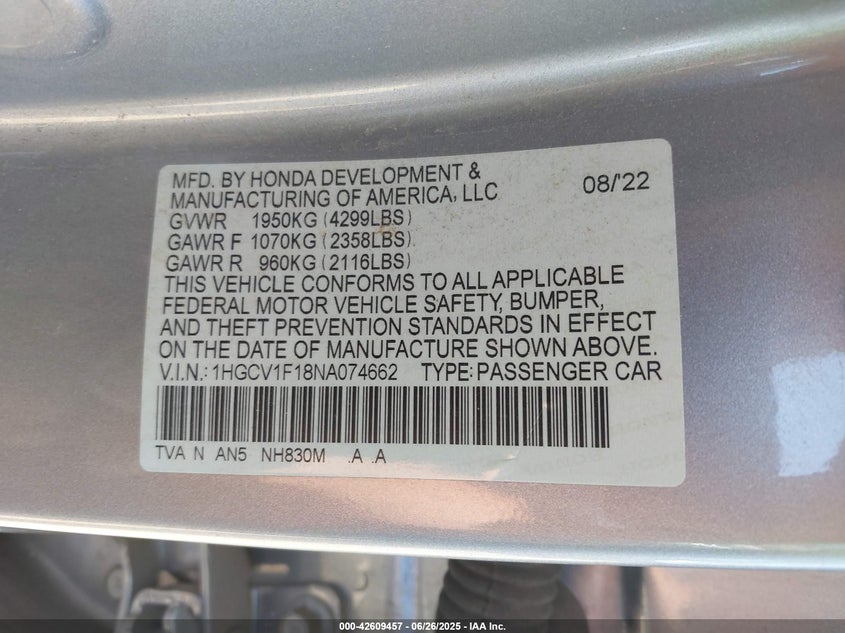 MFD. BY HONDA DEVELOPMENT &
MANUFACTURING OF AMERICA, LLC
08/'22
GVWR 1950KG (4299LBS)
GAWR F 1070KG (2358LBS)
GAWR R 960KG (2116LBS)
THIS VEHICLE CONFORMS TO ALL APPLICABLE
FEDERAL MOTOR VEHICLE SAFETY, BUMPER,
AND THEFT PREVENTION STANDARDS IN EFFECT
ON THE DATE OF MANUFACTURE SHOWN ABOVE.
V.I.N.: 1HGCV1F18NA074662 TYPE: PASSENGER CAR
TVA N AN5 NH830M .A .A
000-42609457 - 06/26/2025 - IAA Inc.